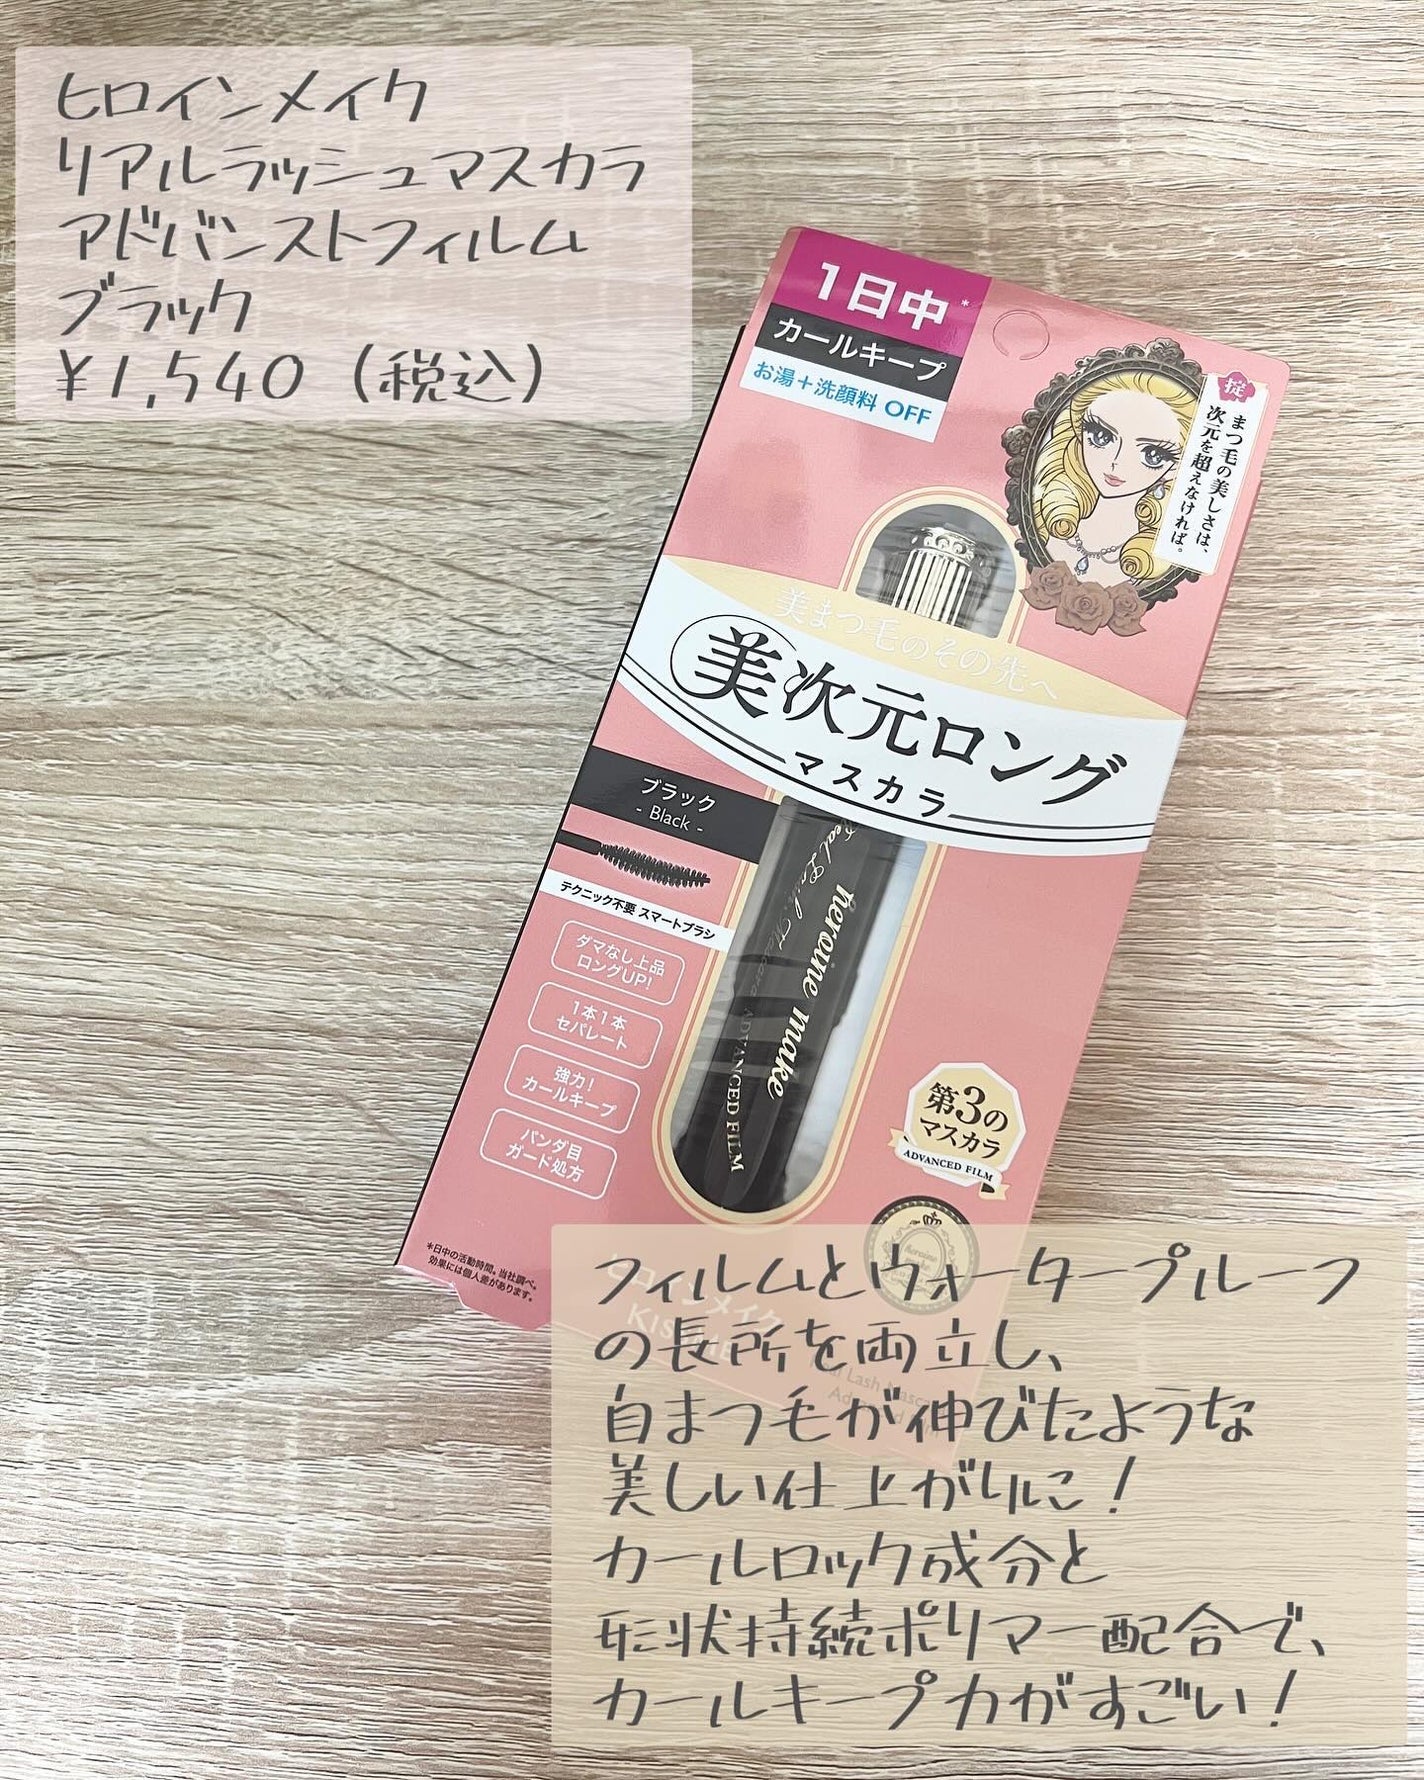 ヒロインメイク
リアルラッシュマスカラ
アドバンストフィルム
ブラック
¥1,540（税込）
1日中*
カールキープ
お湯＋洗顔料 OFF
掟
まつ毛の美しさは、
次元を超えなければ。
美まつ毛のその先へ
美次元ロング
マスカラ
ブラック
- Black -
テクニック不要 スマートブラシ
ダマなし上品
ロングUP!
1本1本
セパレート
強力!
カールキープ
パンダ目
ガード処方
heroine make
Real Lash Mascara ADVANCED FILM
第3の
マスカラ
ADVANCED FILM
*日中の活動時間。当社調べ。
効果には個人差があります。
ヒロインメイク
フィルムとウォータープルーフ
の長所を両立し、
自まつ毛が伸びたような
美しい仕上がりに！
カールロック成分と
形状持続ポリマー配合で、
カールキープ力がすごい！